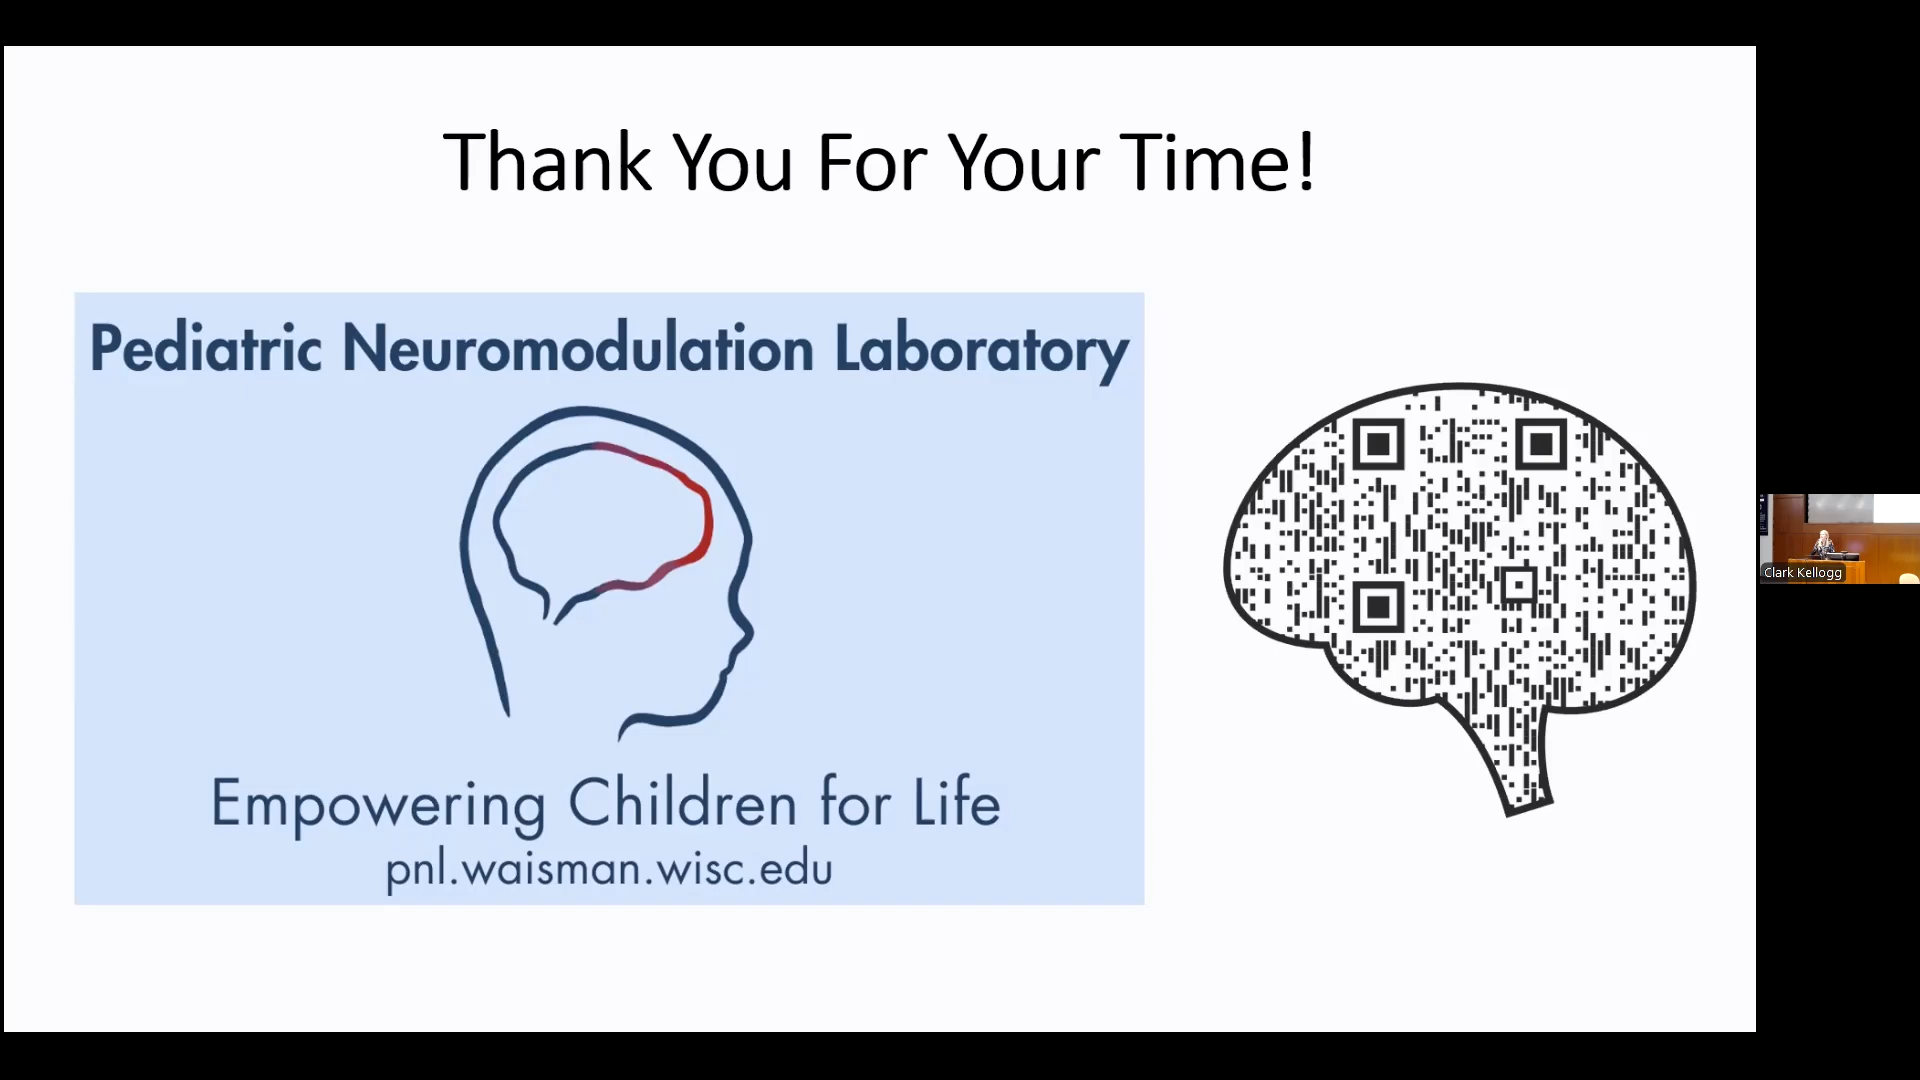 Thank You For Your Time!
Pediatric Neuromodulation Laboratory
Empowering Children for Life
pnl.waisman.wisc.edu
Clark Kellogg